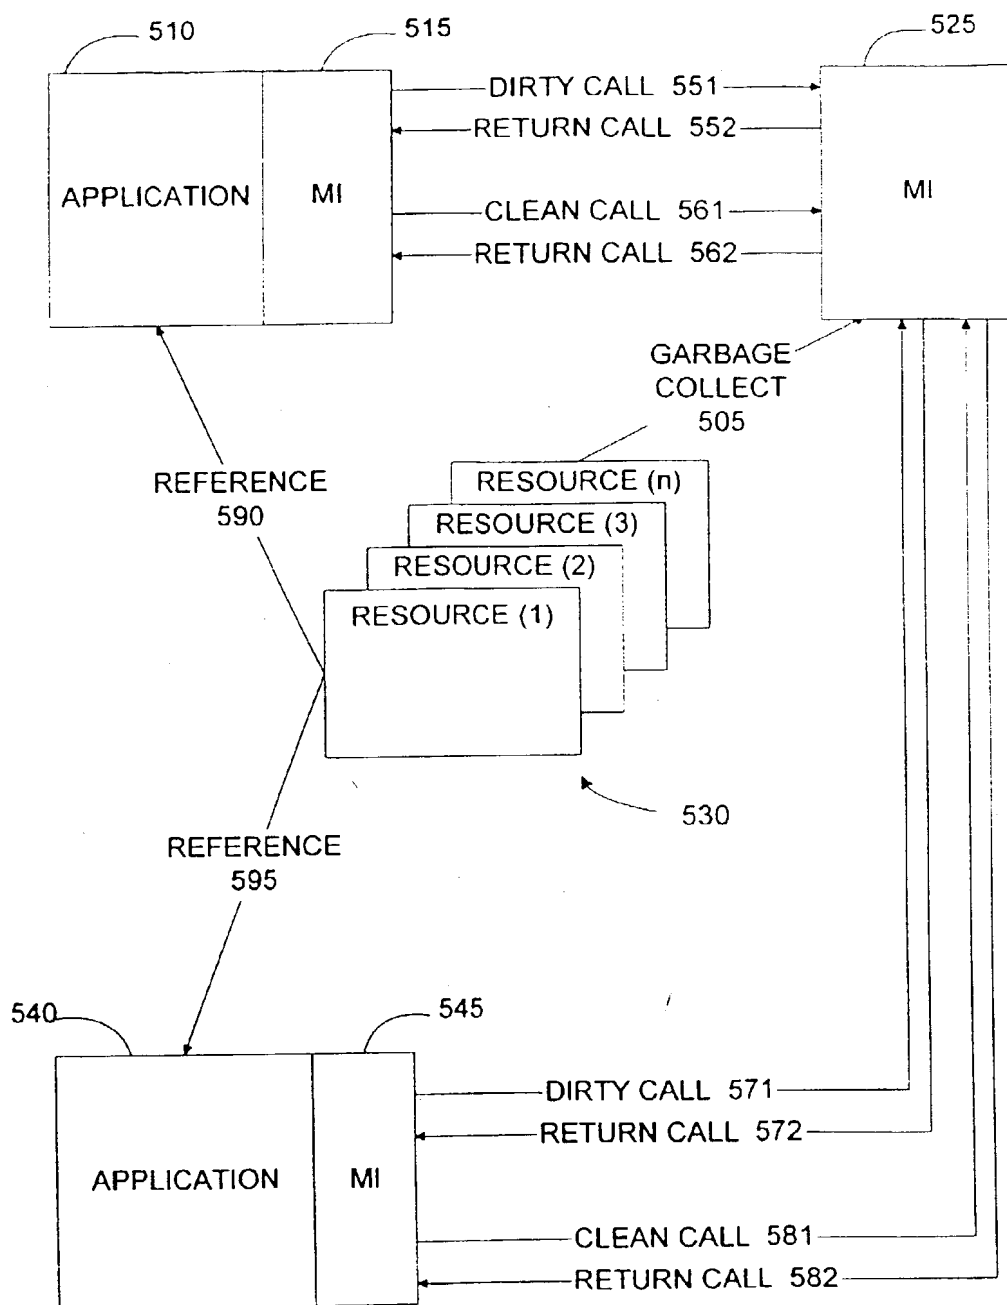 510
515
525
DIRTY CALL 551
RETURN CALL 552
APPLICATION
MI
MI
CLEAN CALL 561
RETURN CALL 562
GARBAGE
COLLECT
505
REFERENCE
590
RESOURCE (n)
RESOURCE (3)
RESOURCE (2)
RESOURCE (1)
530
REFERENCE
595
540
545
DIRTY CALL 571
RETURN CALL 572
APPLICATION
MI
CLEAN CALL 581
RETURN CALL 582